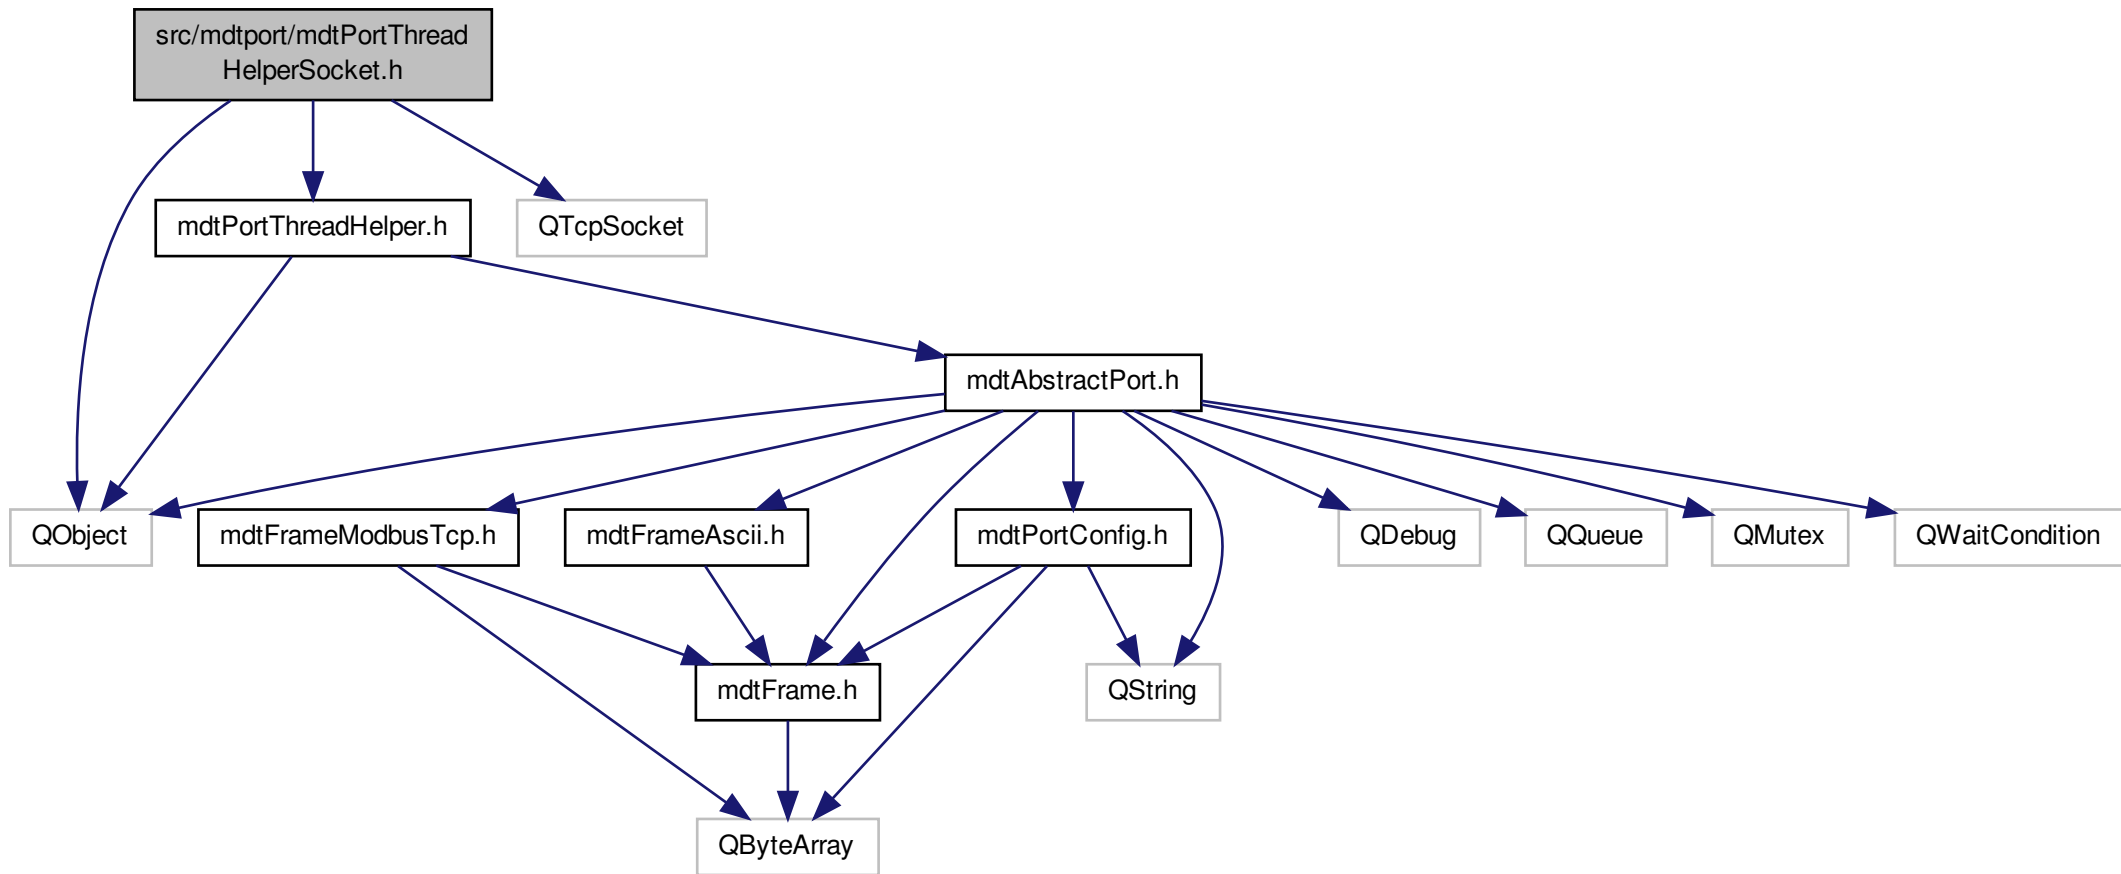 src/mdtport/mdtPortThread
HelperSocket.h
mdtPortThreadHelper.h
QTcpSocket
mdtAbstractPort.h
QObject
mdtFrameModbusTcp.h
mdtFrameAscii.h
mdtPortConfig.h
QDebug
QQueue
QMutex
QWaitCondition
mdtFrame.h
QString
QByteArray